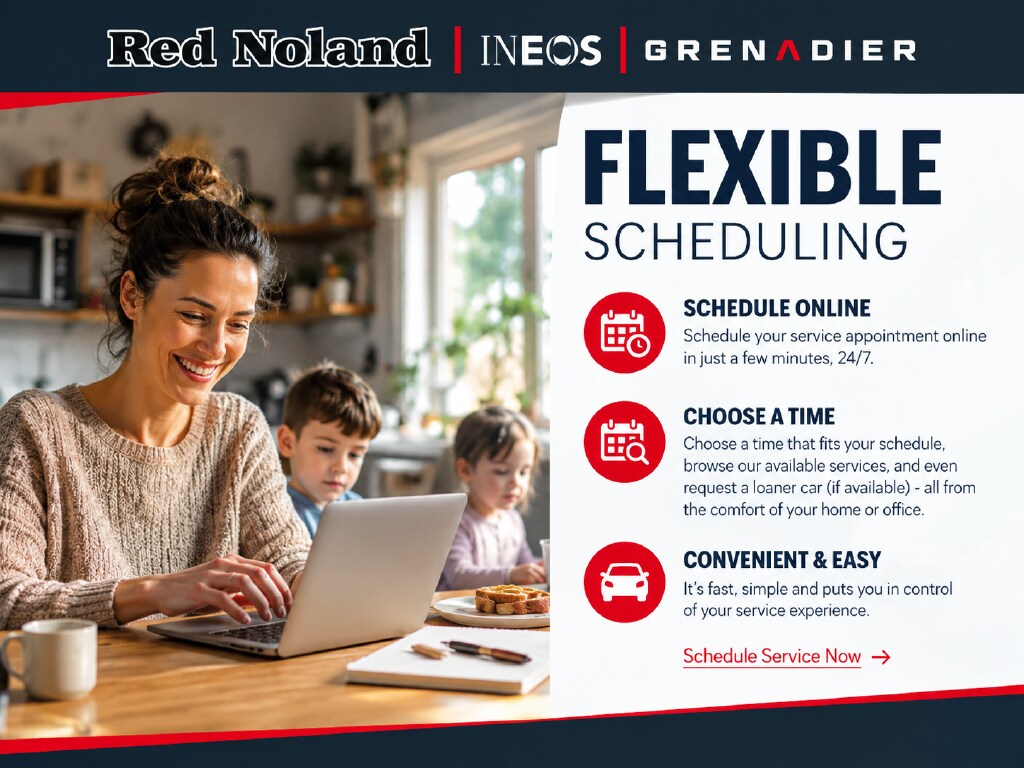 Red Noland | INEOS | GRENADIER
FLEXIBLE
SCHEDULING
SCHEDULE ONLINE
Schedule your service appointment online
in just a few minutes, 24/7.
CHOOSE A TIME
Choose a time that fits your schedule,
browse our available services, and even
request a loaner car (if available) - all from
the comfort of your home or office.
CONVENIENT & EASY
It's fast, simple and puts you in control
of your service experience.
Schedule Service Now →